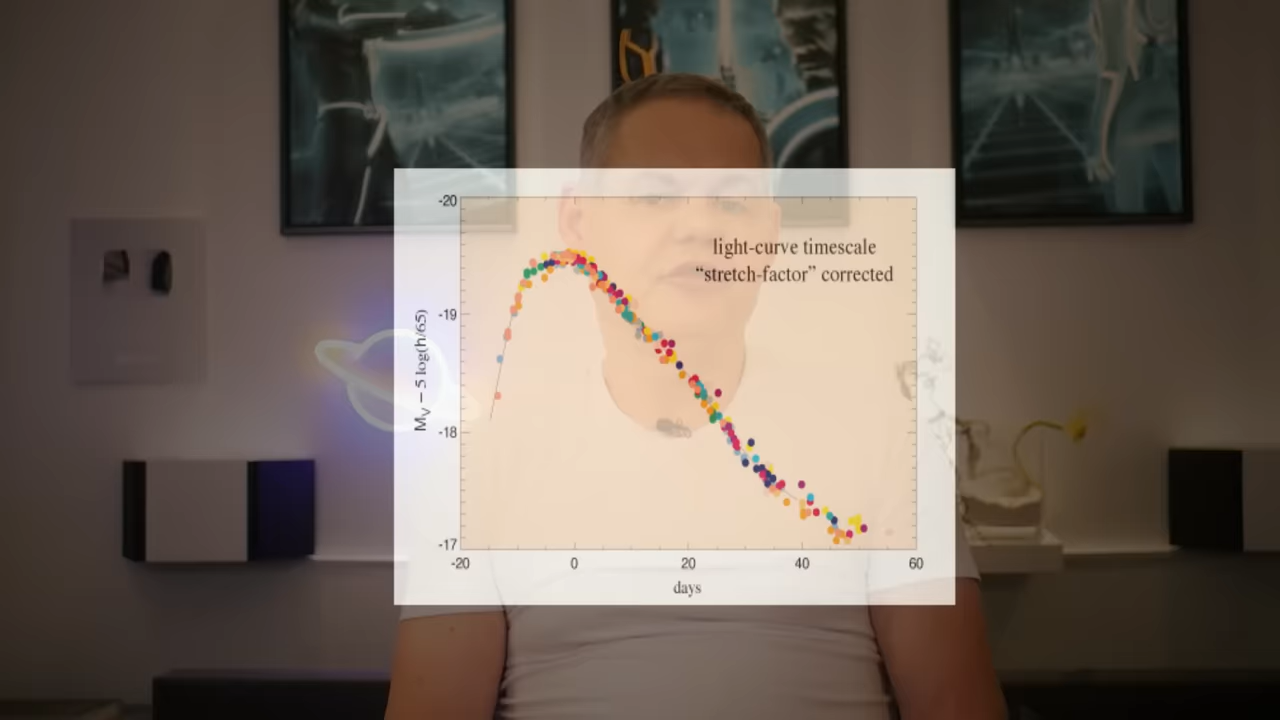 -20
light-curve timescale
“stretch-factor” corrected
-19
M_V – 5 log(h/65)
-18
-17
-20 0 20 40 60
days